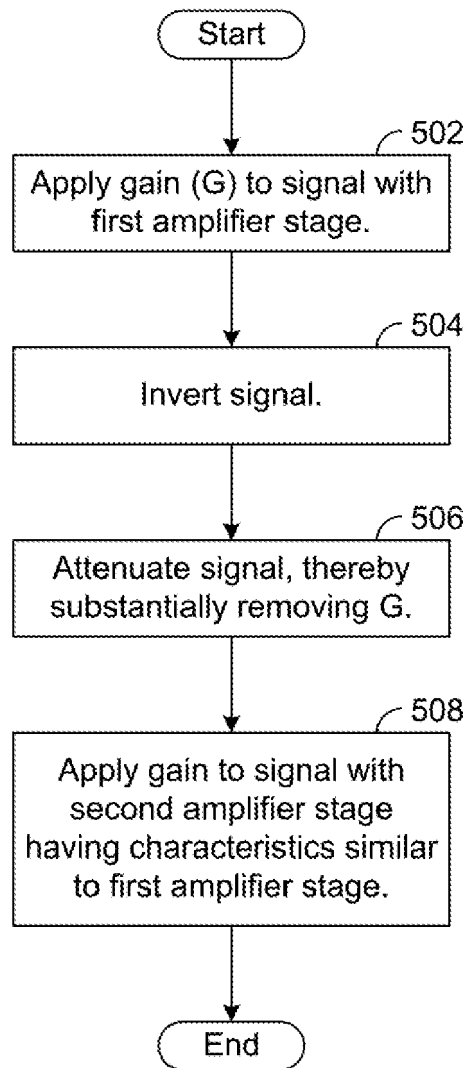 Start
502
Apply gain (G) to signal with
first amplifier stage.
504
Invert signal.
506
Attenuate signal, thereby
substantially removing G.
508
Apply gain to signal with
second amplifier stage
having characteristics similar
to first amplifier stage.
End